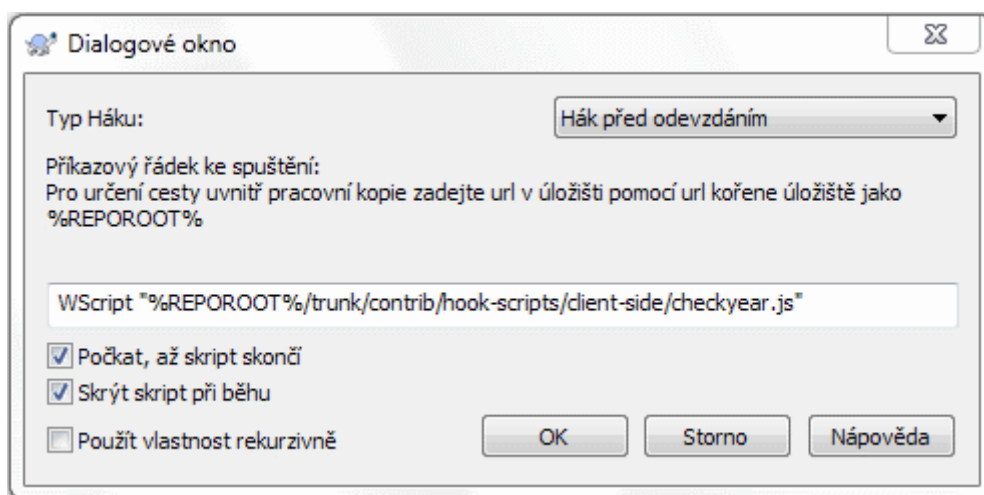 Dialogové okno
Typ Háku:
Hák před odevzdáním
Příkazový řádek ke spuštění:
Pro určení cesty uvnitř pracovní kopie zadejte url v úložišti pomocí url kořene úložiště jako
%REPOROOT%
WScript "%REPOROOT%/trunk/contrib/hook-scripts/client-side/checkyear.js"
Počkat, až skript skončí
Skrýt skript při běhu
Použít vlastnost rekurzivně
OK
Storno
Nápověda